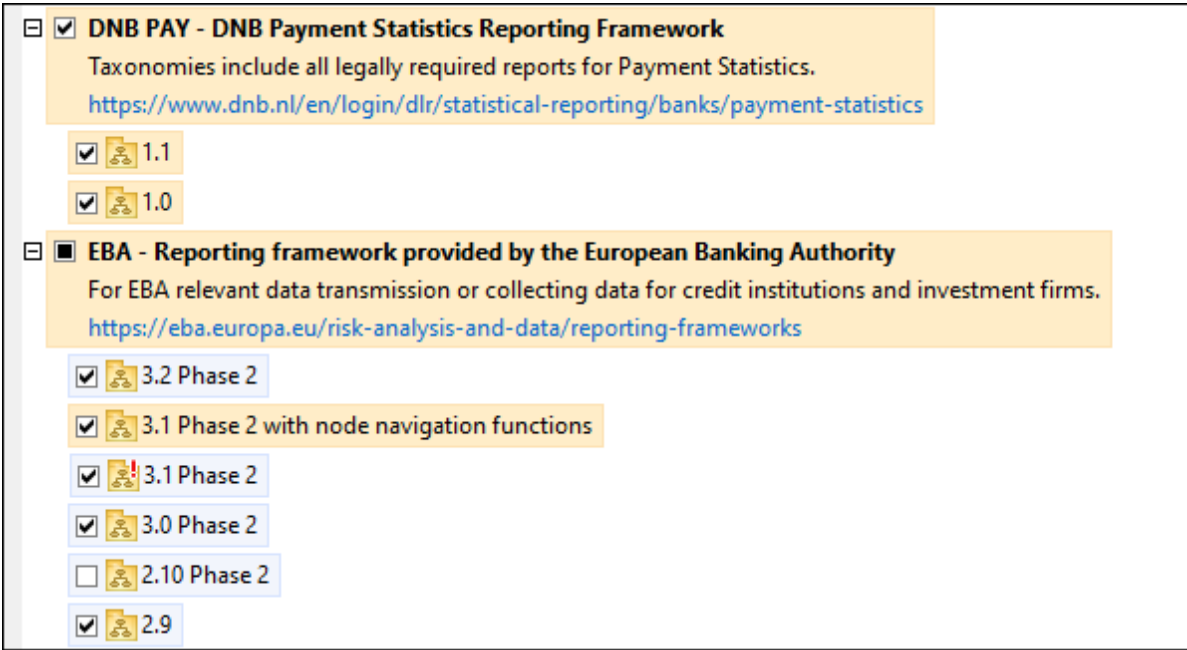 DNB PAY - DNB Payment Statistics Reporting Framework
Taxonomies include all legally required reports for Payment Statistics.
https://www.dnb.nl/en/login/dlr/statistical-reporting/banks/payment-statistics
1.1
1.0
EBA - Reporting framework provided by the European Banking Authority
For EBA relevant data transmission or collecting data for credit institutions and investment firms.
https://eba.europa.eu/risk-analysis-and-data/reporting-frameworks
3.2 Phase 2
3.1 Phase 2 with node navigation functions
3.1 Phase 2
3.0 Phase 2
2.10 Phase 2
2.9